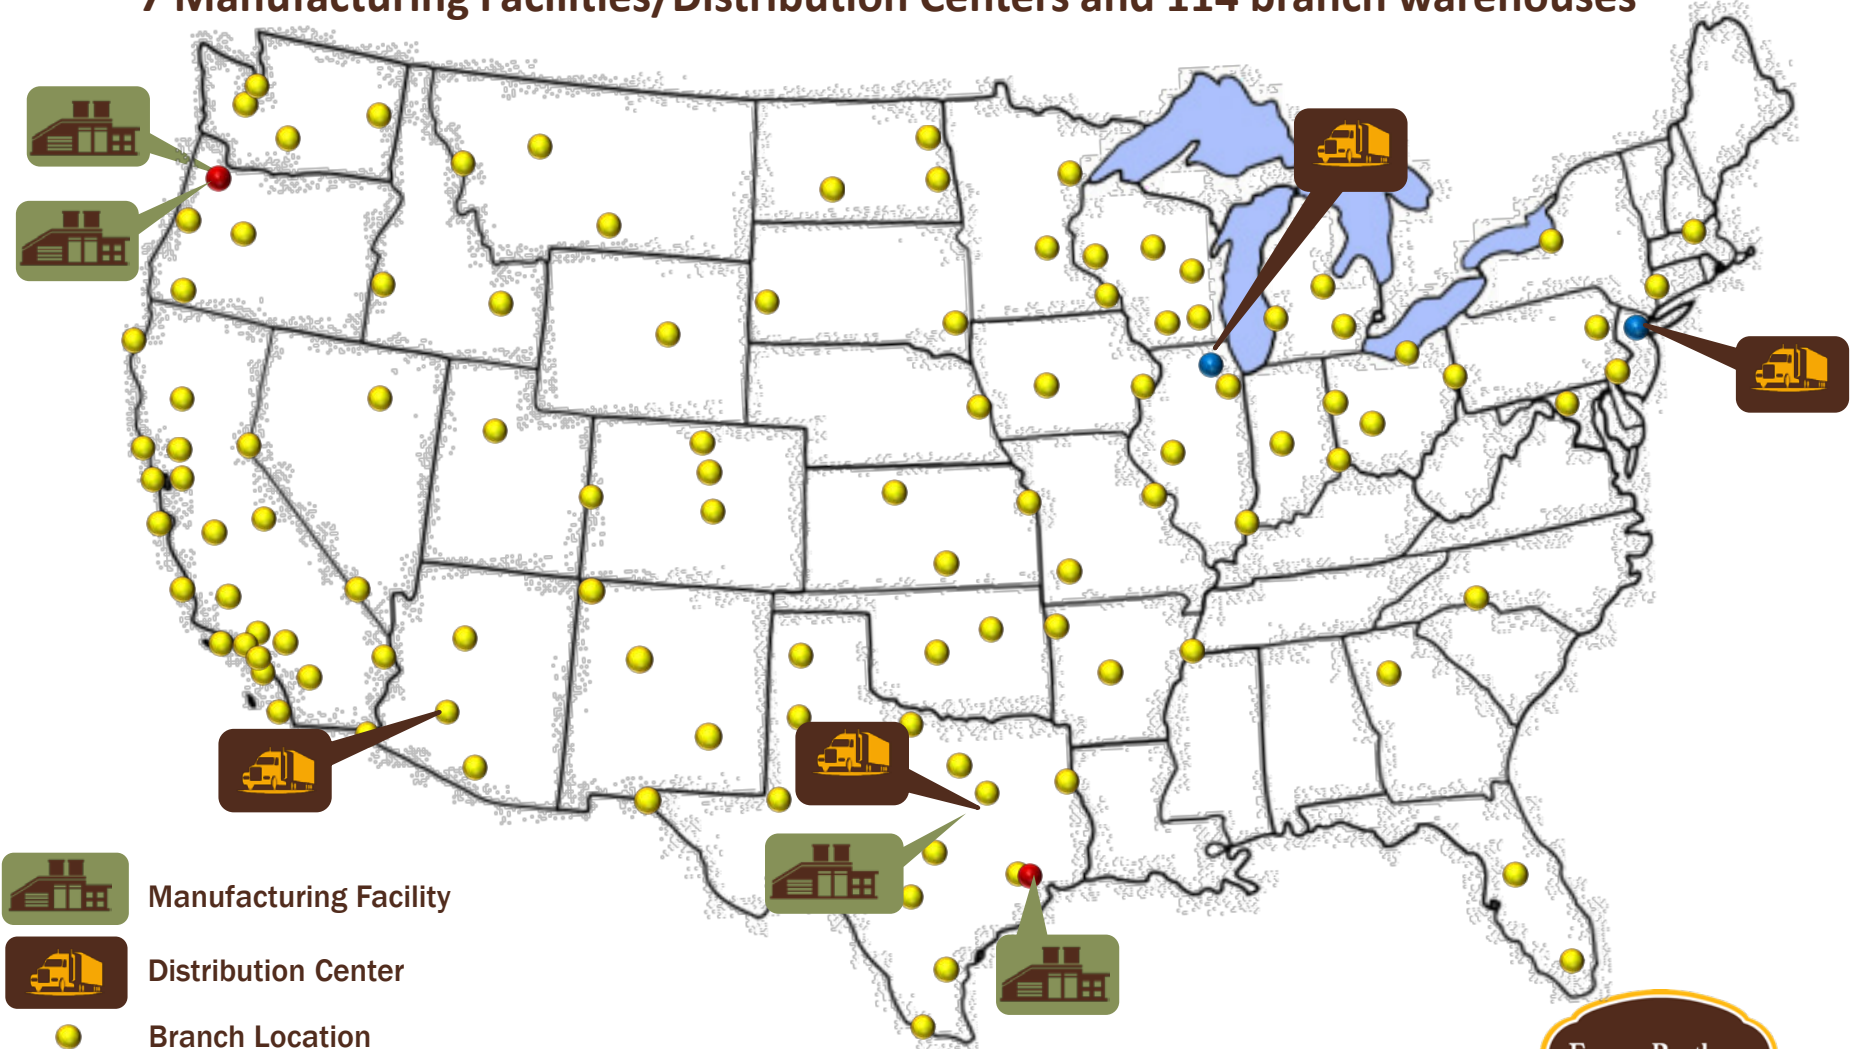 7 Manufacturing Facilities/Distribution Centers and 114 branch warehouses
Manufacturing Facility
Distribution Center
Branch Location